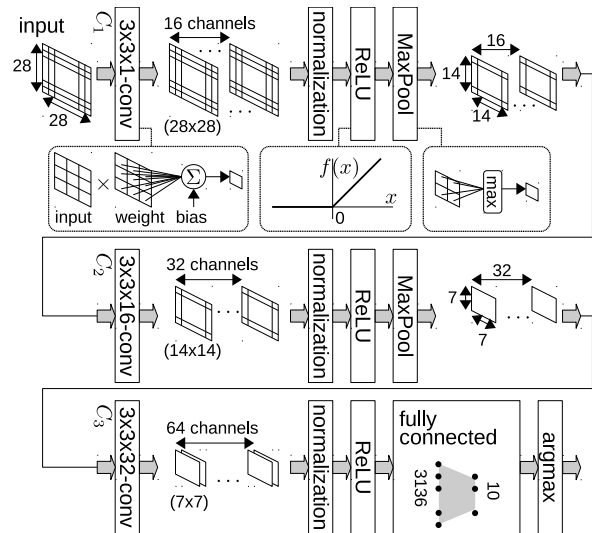 input
28
28
C1
3x3x1-conv
16 channels
(28x28)
normalization
ReLU
MaxPool
16
14
14
input
×
weight
Σ
bias
f(x)
x
0
max
C2
3x3x16-conv
32 channels
(14x14)
normalization
ReLU
MaxPool
32
7
7
C3
3x3x32-conv
64 channels
(7x7)
normalization
ReLU
fully
connected
3136
10
argmax